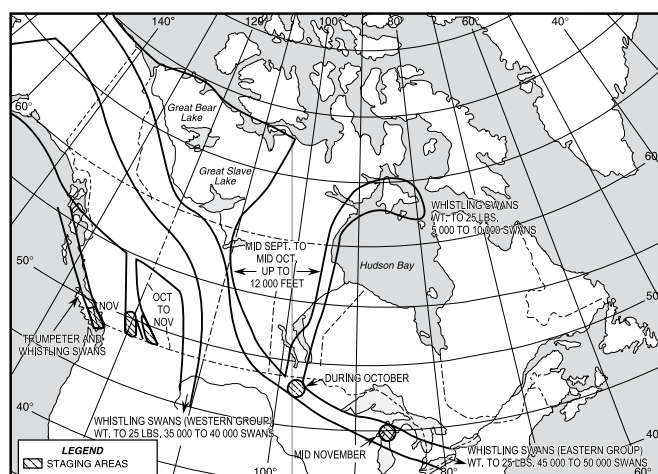 140°
120°
100°
80°
60°
40°
60°
60°
Great Bear
Lake
Great Slave
Lake
WHISTLING SWANS
WT. TO 25 LBS,
5 000 TO 10 000 SWANS
MID SEPT. TO
MID OCT.
UP TO
12 000 FEET
Hudson Bay
50°
50°
NOV
OCT
TO
NOV
TRUMPETER AND
WHISTLING SWANS
DURING OCTOBER
40°
40°
WHISTLING SWANS (WESTERN GROUP)
WT, TO 25 LBS, 35 000 TO 40 000 SWANS
MID NOVEMBER
WHISTLING SWANS (EASTERN GROUP)
WT. TO 25 LBS, 45 000 TO 50 000 SWANS
LEGEND
STAGING AREAS
100°
80°
60°